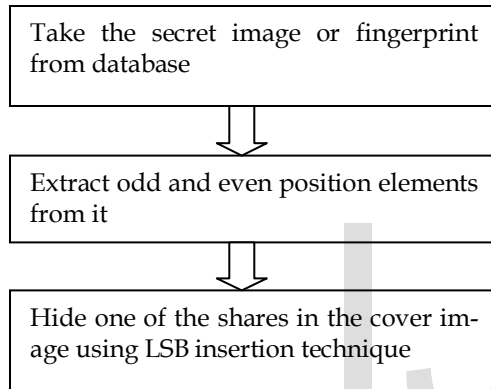 Take the secret image or fingerprint
from database
Extract odd and even position elements
from it
Hide one of the shares in the cover im-
age using LSB insertion technique